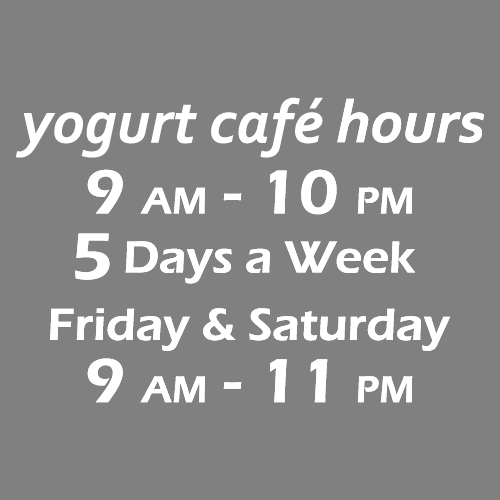 yogurt café hours
9 AM - 10 PM
5 Days a Week
Friday & Saturday
9 AM - 11 PM